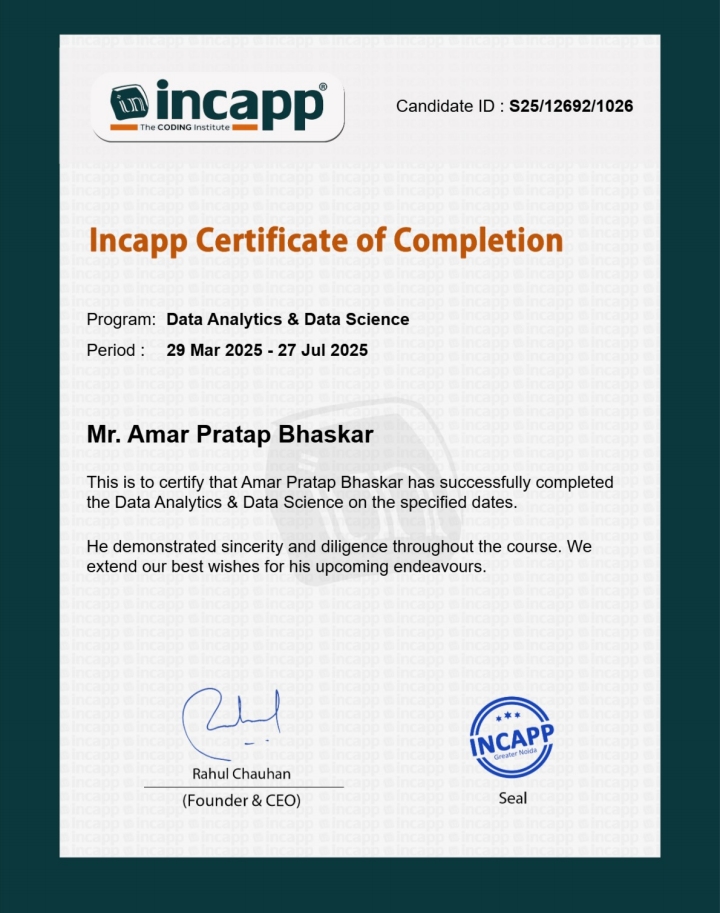 in incapp®
The CODING Institute
Candidate ID : S25/12692/1026
Incapp Certificate of Completion
Program: Data Analytics & Data Science
Period : 29 Mar 2025 - 27 Jul 2025
Mr. Amar Pratap Bhaskar
This is to certify that Amar Pratap Bhaskar has successfully completed
the Data Analytics & Data Science on the specified dates.
He demonstrated sincerity and diligence throughout the course. We
extend our best wishes for his upcoming endeavours.
Rahul Chauhan
(Founder & CEO)
INCAPP
Greater Noida
Seal